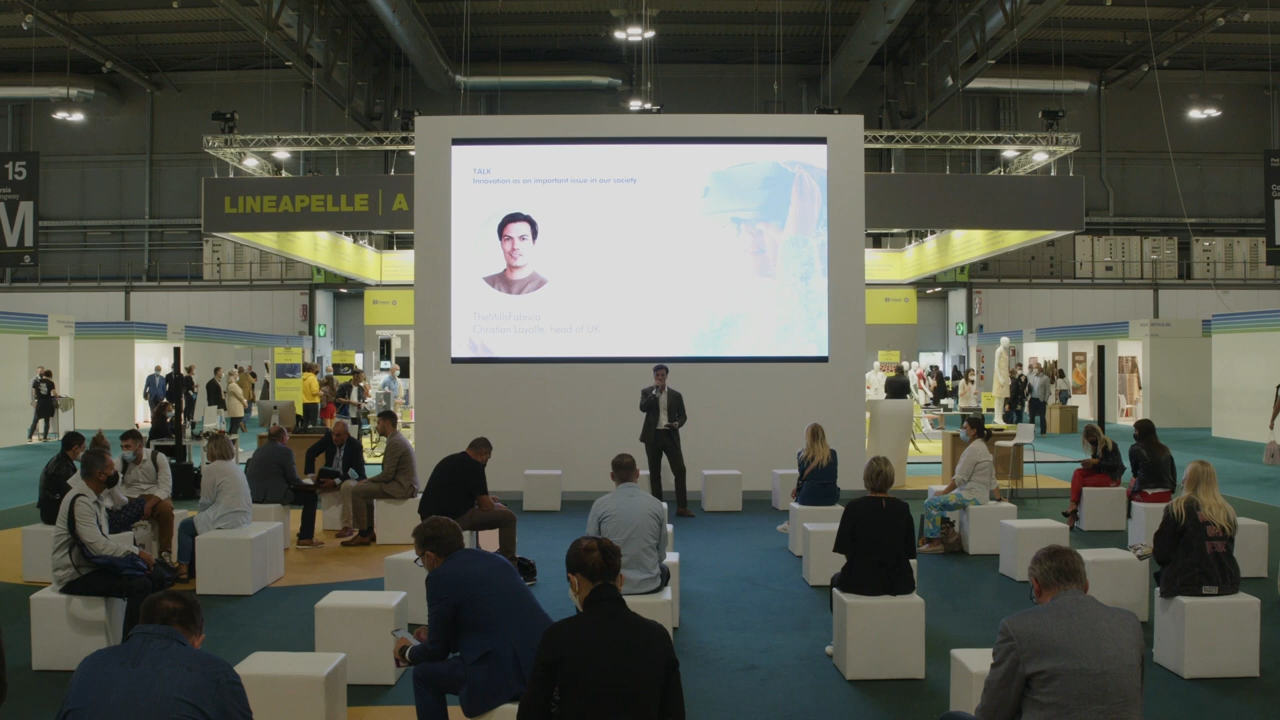 15
M
LINEAPELLE | A
TALK
Innovation as an important issue in our society
TheMillsFabrica
Christian Layolle, head of UK